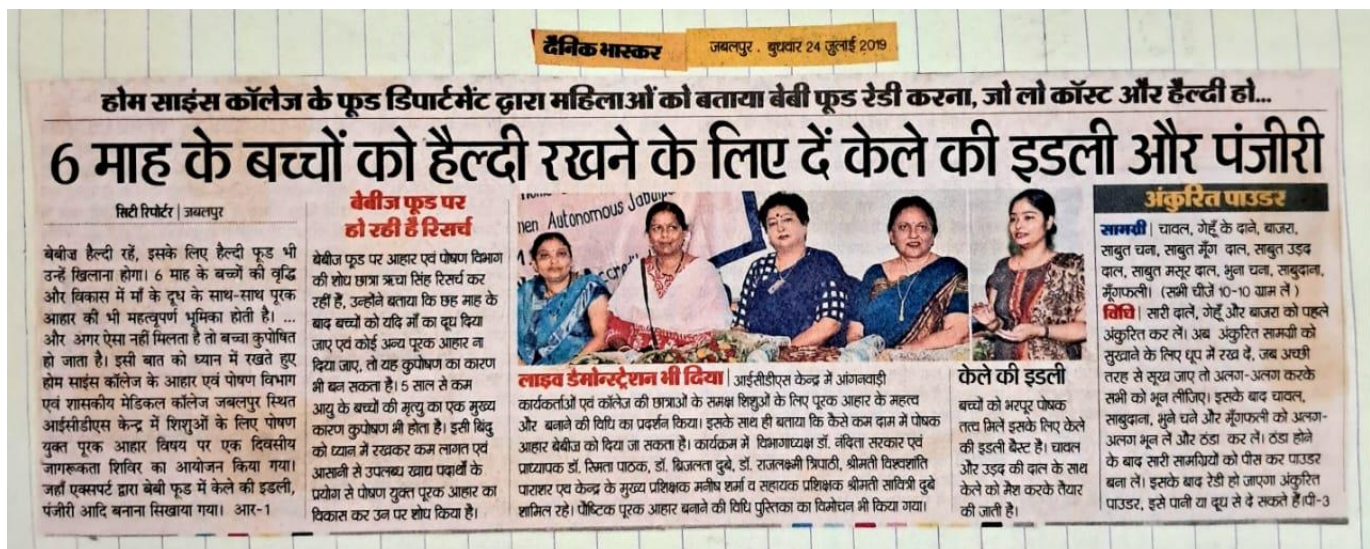 दैनिक भास्कर
जबलपुर . बुधवार 24 जुलाई 2019
होम साइंस कॉलेज के फूड डिपार्टमेंट द्वारा महिलाओं को बताया बेबी फूड रेडी करना, जो लो कॉस्ट और हैल्दी हो...
6 माह के बच्चों को हैल्दी रखने के लिए दें केले की इडली और पंजीरी
सिटी रिपोर्टर | जबलपुर
बेबीज हैल्दी रहें, इसके लिए हैल्दी फूड भी
उन्हें खिलाना होगा। 6 माह के बच्चों की वृद्धि
और विकास में माँ के दूध के साथ-साथ पूरक
आहार की भी महत्वपूर्ण भूमिका होती है। ...
और अगर ऐसा नहीं मिलता है तो बच्चा कुपोषित
हो जाता है। इसी बात को ध्यान में रखते हुए
होम साइंस कॉलेज के आहार एवं पोषण विभाग
एवं शासकीय मेडिकल कॉलेज जबलपुर स्थित
आईसीडीएस केन्द्र में शिशुओं के लिए पोषण
युक्त पूरक आहार विषय पर एक दिवसीय
जागरूकता शिविर का आयोजन किया गया।
जहाँ एक्सपर्ट द्वारा बेबी फूड में केले की इडली,
पंजीरी आदि बनाना सिखाया गया। आर-1
बेबीज फूड पर
हो रही है रिसर्च
बेबीज फूड पर आहार एवं पोषण विभाग
की शोध छात्रा ऋचा सिंह रिसर्च कर
रहीं हैं, उन्होंने बताया कि छह माह के
बाद बच्चों को यदि माँ का दूध दिया
जाए एवं कोई अन्य पूरक आहार ना
दिया जाए, तो यह कुपोषण का कारण
भी बन सकता है। 5 साल से कम
आयु के बच्चों की मृत्यु का एक मुख्य
कारण कुपोषण भी होता है। इसी बिंदु
को ध्यान में रखकर कम लागत एवं
आसानी से उपलब्ध खाद्य पदार्थों के
प्रयोग से पोषण युक्त पूरक आहार का
विकास कर उन पर शोध किया है।
men Autonomous Jabulp
लाइव डेमोन्स्ट्रेशन भी दिया | आईसीडीएस केन्द्र में आंगनवाड़ी
कार्यकर्ताओं एवं कॉलेज की छात्राओं के समक्ष शिशुओं के लिए पूरक आहार के महत्व
और बनाने की विधि का प्रदर्शन किया। इसके साथ ही बताया कि कैसे कम दाम में पोषक
आहार बेबीज को दिया जा सकता है। कार्यक्रम में विभागाध्यक्ष डॉ. नंदिता सरकार एवं
प्राध्यापक डॉ. स्मिता पाठक, डॉ. ब्रिजलता दुबे, डॉ. राजलक्ष्मी त्रिपाठी, श्रीमती विश्वशांति
पाराशर एव केन्द्र के मुख्य प्रशिक्षक मनीष शर्मा व सहायक प्रशिक्षक श्रीमती सावित्री दुबे
शामिल रहे। पौष्टिक पूरक आहार बनाने की विधि पुस्तिका का विमोचन भी किया गया।
केले की इडली
बच्चों को भरपूर पोषक
तत्व मिलें इसके लिए केले
की इडली बैस्ट है। चावल
और उड़द की दाल के साथ
केले को मैश करके तैयार
की जाती है।
अंकुरित पाउडर
सामग्री | चावल, गेहूँ के दाने, बाजरा,
साबुत चना, साबुत मूँग दाल, साबुत उड़द
दाल, साबुत मसूर दाल, भुना चना, साबुदाना,
मूँगफली। (सभी चीजें 10-10 ग्राम लें )
विधि | सारी दालें, गेहूँ और बाजरा को पहले
अंकुरित कर लें। अब अंकुरित सामग्री को
सुखाने के लिए धूप में रख दें, जब अच्छी
तरह से सूख जाए तो अलग-अलग करके
सभी को भून लीजिए। इसके बाद चावल,
साबुदाना, भुने चने और मूँगफली को अलग-
अलग भून लें और ठंडा कर लें। ठंडा होने
के बाद सारी सामग्रियों को पीस कर पाउडर
बना लें। इसके बाद रेडी हो जाएगा अंकुरित
पाउडर, इसे पानी या दूध से दे सकते हैं।पी-3